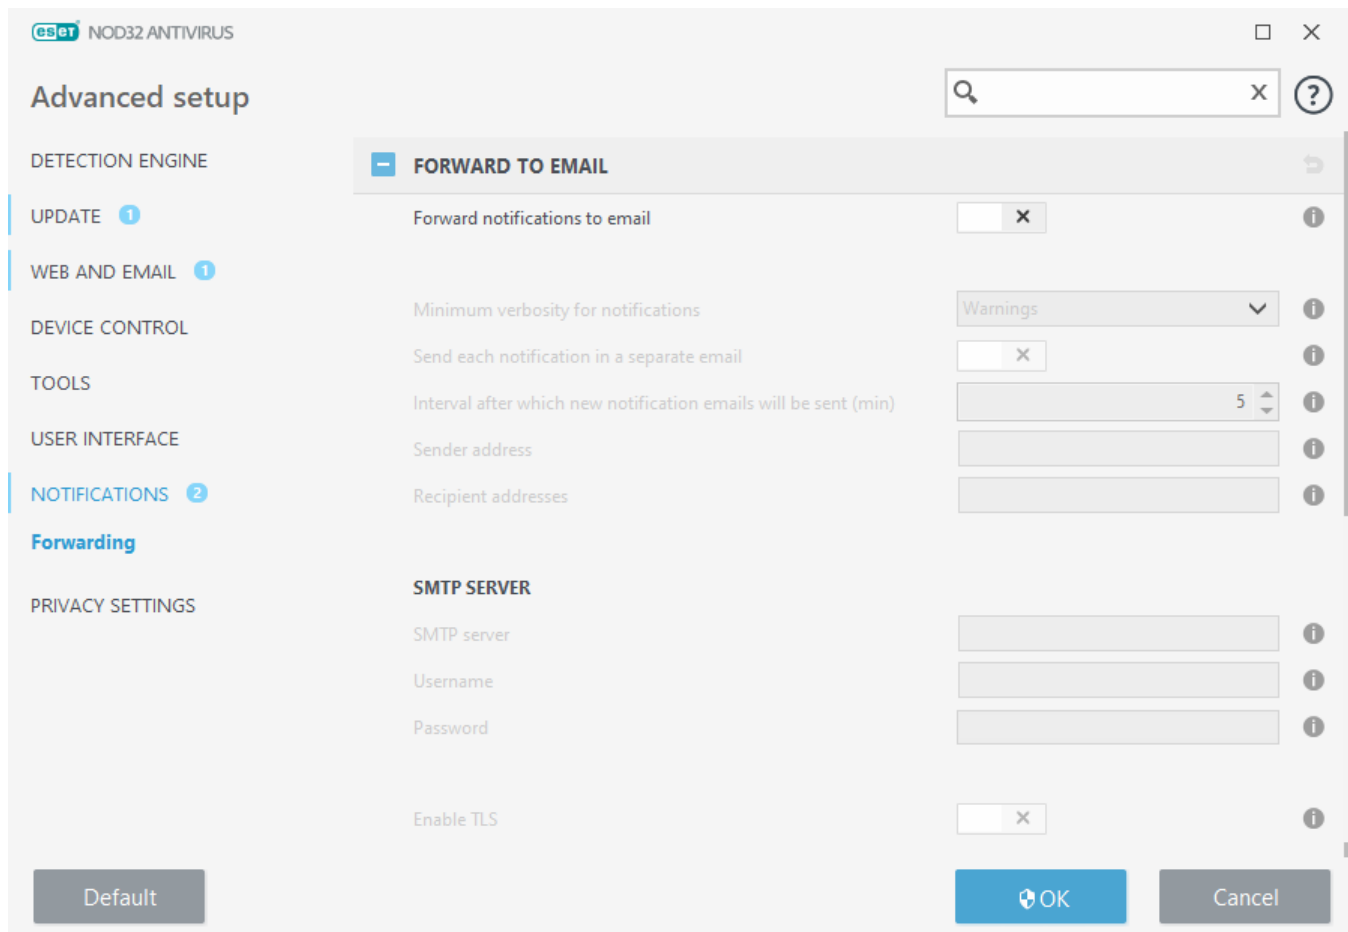 eset NOD32 ANTIVIRUS
Advanced setup
X
?
DETECTION ENGINE
UPDATE 1
WEB AND EMAIL 1
DEVICE CONTROL
TOOLS
USER INTERFACE
NOTIFICATIONS 2
Forwarding
PRIVACY SETTINGS
FORWARD TO EMAIL
Forward notifications to email
Minimum verbosity for notifications Warnings
Send each notification in a separate email
Interval after which new notification emails will be sent (min) 5
Sender address
Recipient addresses
SMTP SERVER
SMTP server
Username
Password
Enable TLS
Default
OK
Cancel